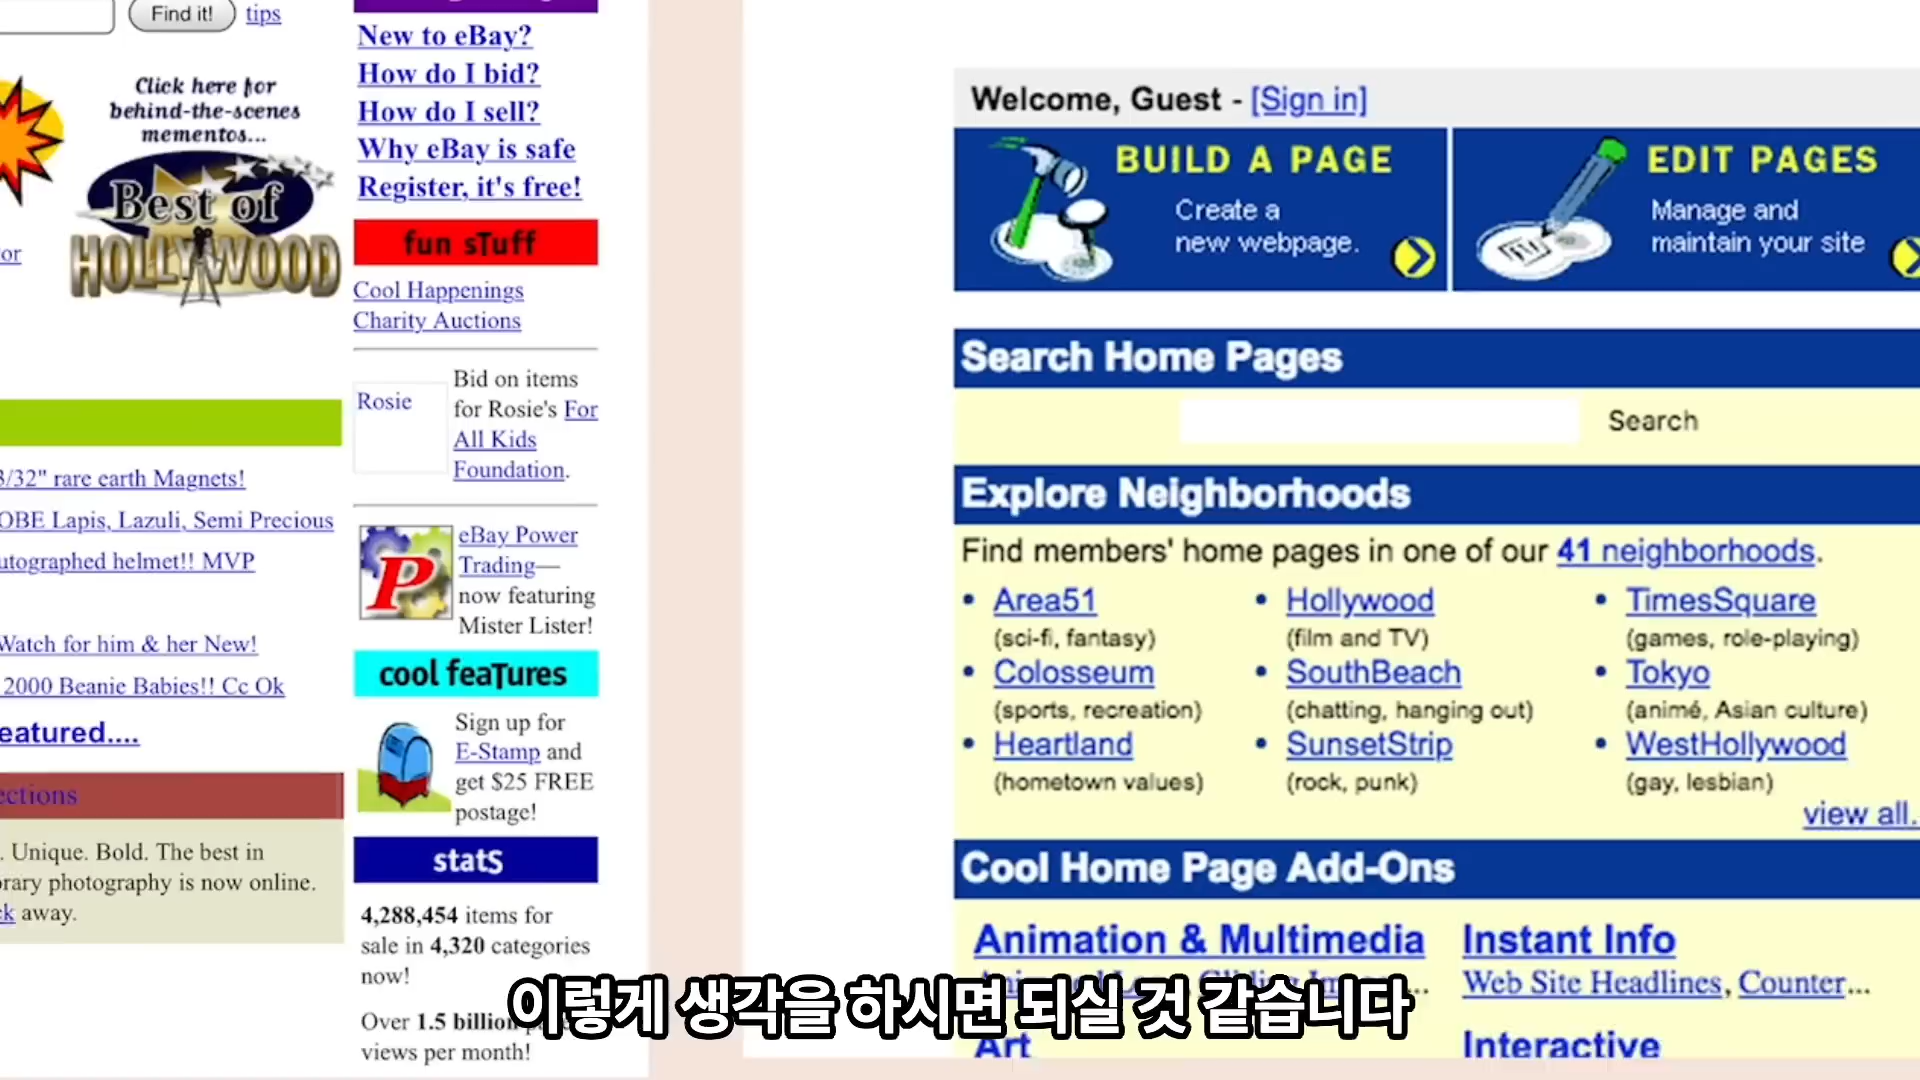 Find it!
tips
Click here for
behind-the-scenes
mementos...
Best of
HOLLYWOOD
or
3/32" rare earth Magnets!
OBE Lapis, Lazuli, Semi Precious
utographed helmet!! MVP
Watch for him & her New!
2000 Beanie Babies!! Cc Ok
eatured....
ections
. Unique. Bold. The best in
orary photography is now online.
ck away.
New to eBay?
How do I bid?
How do I sell?
Why eBay is safe
Register, it's free!
fun sTuff
Cool Happenings
Charity Auctions
Rosie
Bid on items
for Rosie's For
All Kids
Foundation.
P
eBay Power
Trading—
now featuring
Mister Lister!
cool feaTures
Sign up for
E-Stamp and
get $25 FREE
postage!
statS
4,288,454 items for
sale in 4,320 categories
now!
Over 1.5 billion
views per month!
Welcome, Guest - [Sign in]
BUILD A PAGE
Create a
new webpage.
EDIT PAGES
Manage and
maintain your site
Search Home Pages
Search
Explore Neighborhoods
Find members' home pages in one of our 41 neighborhoods.
• Area51
(sci-fi, fantasy)
• Hollywood
(film and TV)
• TimesSquare
(games, role-playing)
• Colosseum
(sports, recreation)
• SouthBeach
(chatting, hanging out)
• Tokyo
(animé, Asian culture)
• Heartland
(hometown values)
• SunsetStrip
(rock, punk)
• WestHollywood
(gay, lesbian)
view all.
Cool Home Page Add-Ons
Animation & Multimedia
Instant Info
Web Site Headlines, Counter...
Art
Interactive
이렇게 생각을 하시면 되실 것 같습니다